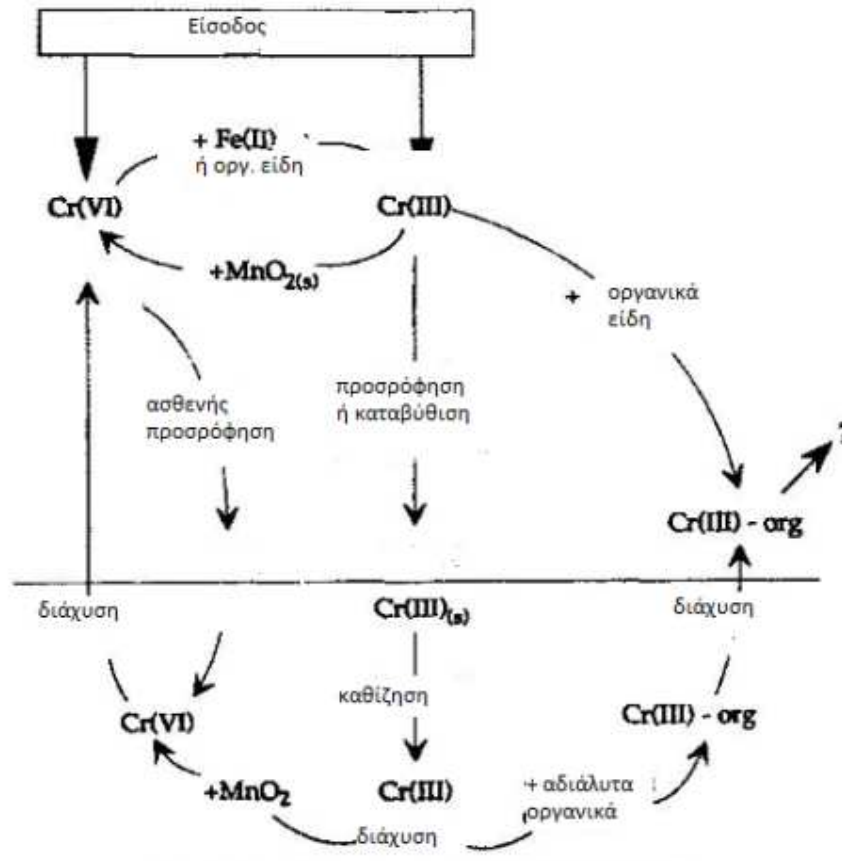 Είσοδος
+ Fe(II)
ή οργ. είδη
Cr(VI)
Cr(III)
+MnO2(s)
+ οργανικά
είδη
ασθενής
προσρόφηση
προσρόφηση
ή καταβύθιση
?
Cr(III) - org
διάχυση
Cr(III)(s)
διάχυση
καθίζηση
Cr(VI)
Cr(III) - org
+MnO2
Cr(III)
+ αδιάλυτα
οργανικά
διάχυση